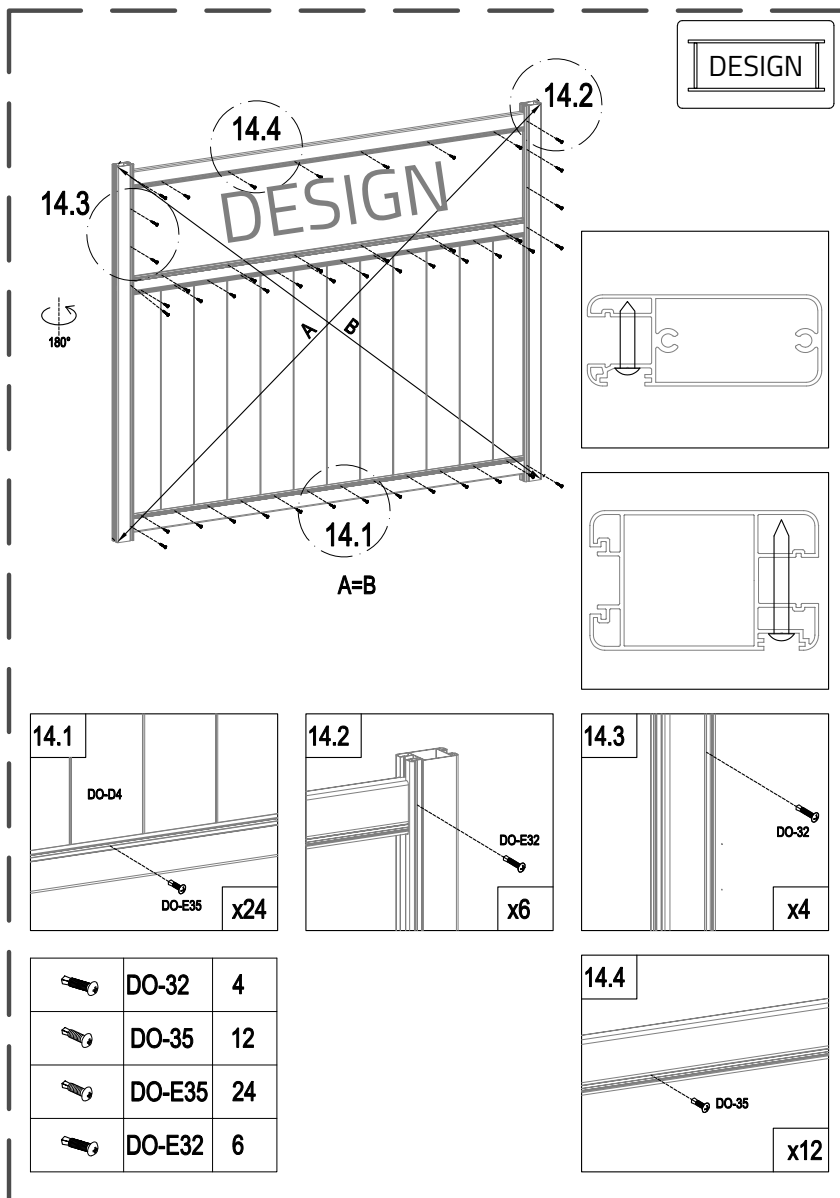 DESIGN
14.2
14.4
DESIGN
14.3
180°
A
B
14.1
A=B
14.1
DO-D4
DO-E35
x24
14.2
DO-E32
x6
14.3
DO-32
x4
DO-32 4
DO-35 12
DO-E35 24
DO-E32 6
14.4
DO-35
x12